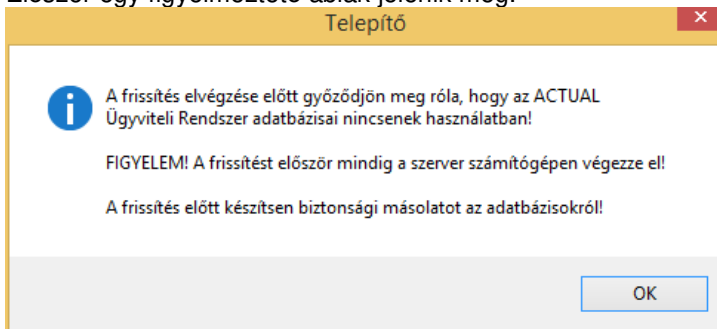 Először egy figyelmeztető ablak jelenik meg:
Telepítő
A frissítés elvégzése előtt győződjön meg róla, hogy az ACTUAL
Ügyviteli Rendszer adatbázisai nincsenek használatban!
FIGYELEM! A frissítést először mindig a szerver számítógépen végezze el!
A frissítés előtt készítsen biztonsági másolatot az adatbázisokról!
OK